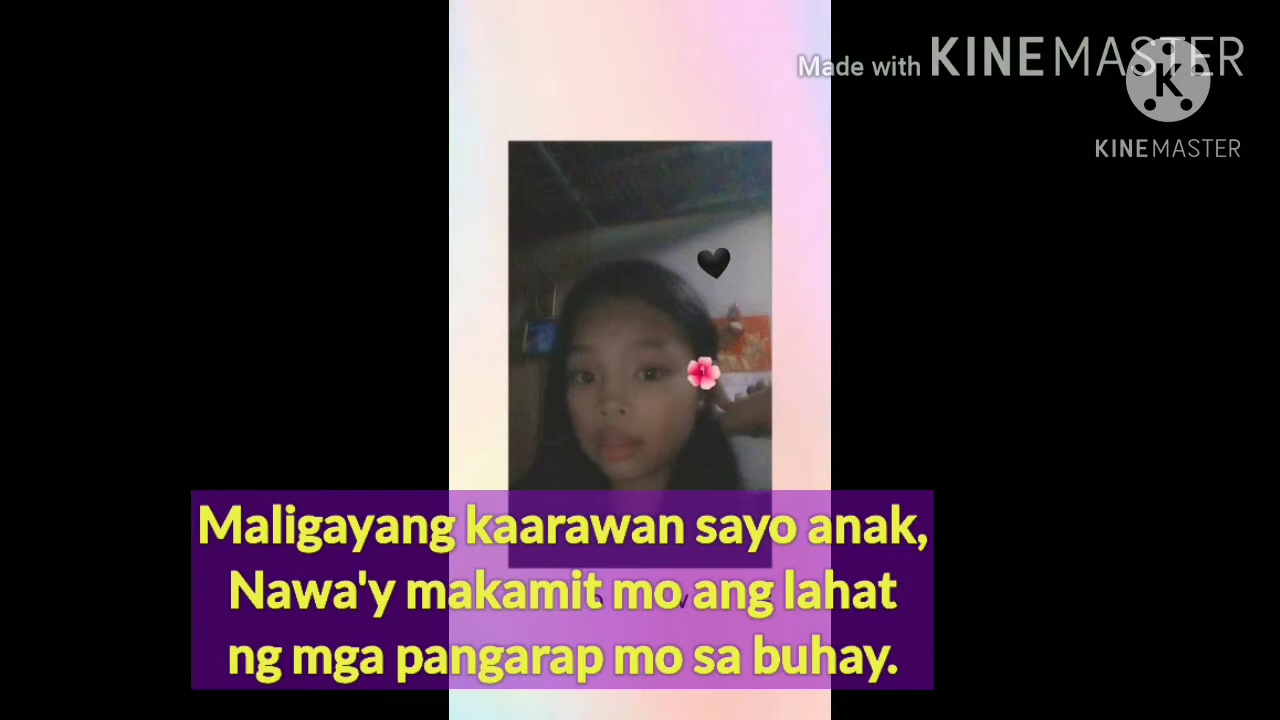 Made with KINEMASTER
K
KINEMASTER
Maligayang kaarawan sayo anak,
Nawa'y makamit mo ang lahat
ng mga pangarap mo sa buhay.